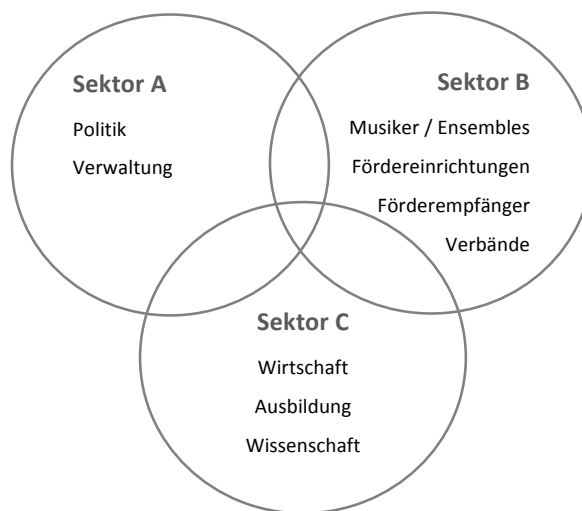 Sektor A
Politik
Verwaltung
Sektor B
Musiker / Ensembles
Fördereinrichtungen
Förderempfänger
Verbände
Sektor C
Wirtschaft
Ausbildung
Wissenschaft